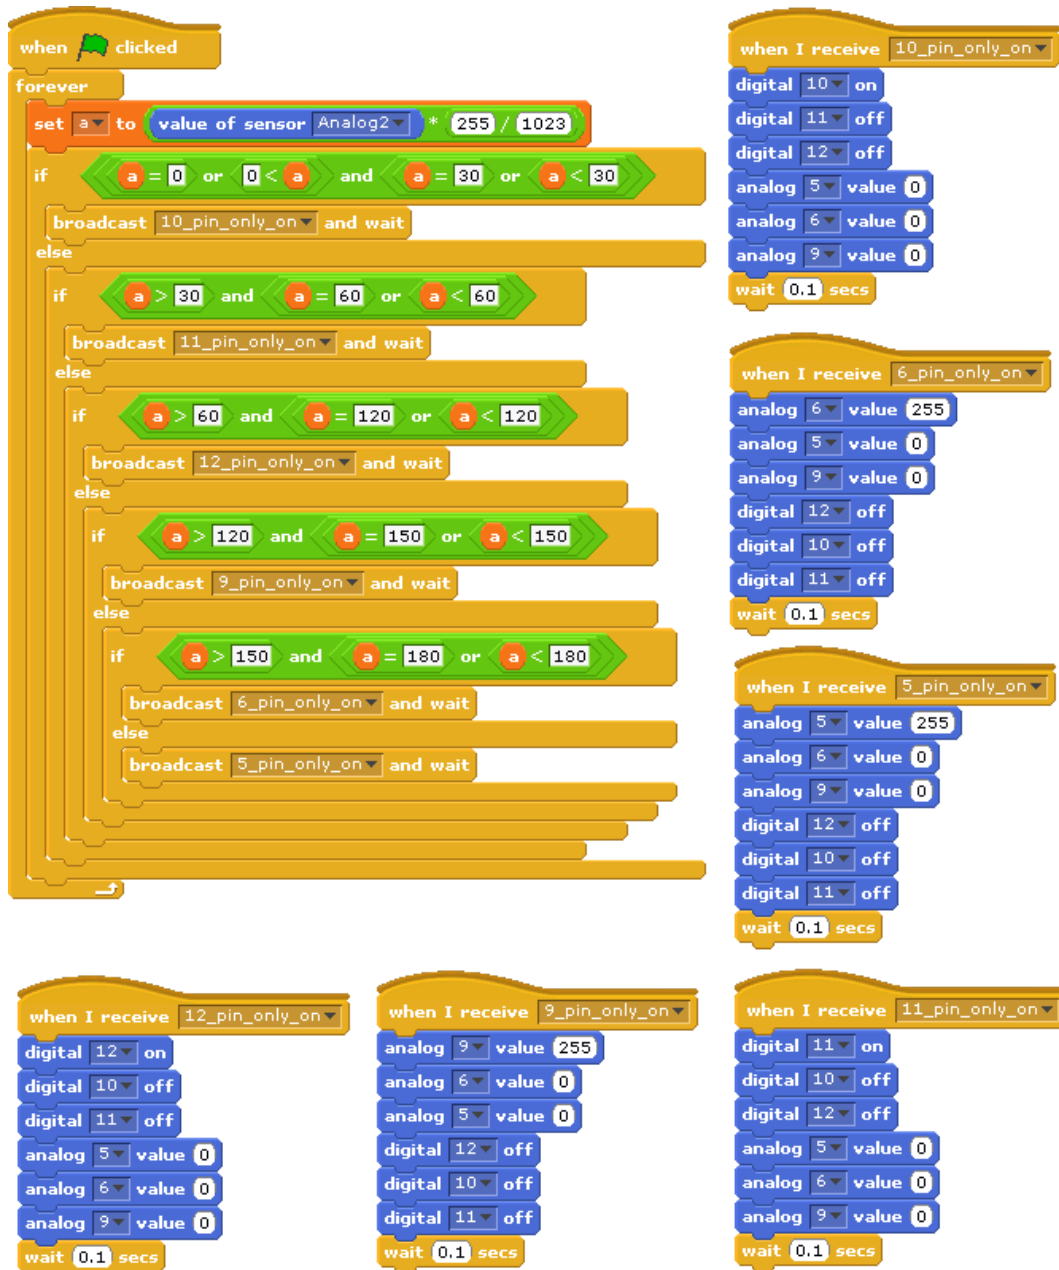 when clicked
forever
set a to value of sensor Analog2 * 255 / 1023
if a = 0 or 0 < a and a = 30 or a < 30
broadcast 10_pin_only_on and wait
else
if a > 30 and a = 60 or a < 60
broadcast 11_pin_only_on and wait
else
if a > 60 and a = 120 or a < 120
broadcast 12_pin_only_on and wait
else
if a > 120 and a = 150 or a < 150
broadcast 9_pin_only_on and wait
else
if a > 150 and a = 180 or a < 180
broadcast 6_pin_only_on and wait
else
broadcast 5_pin_only_on and wait
when I receive 10_pin_only_on
digital 10 on
digital 11 off
digital 12 off
analog 5 value 0
analog 6 value 0
analog 9 value 0
wait 0.1 secs
when I receive 6_pin_only_on
analog 6 value 255
analog 5 value 0
analog 9 value 0
digital 12 off
digital 10 off
digital 11 off
wait 0.1 secs
when I receive 5_pin_only_on
analog 5 value 255
analog 6 value 0
analog 9 value 0
digital 12 off
digital 10 off
digital 11 off
wait 0.1 secs
when I receive 12_pin_only_on
digital 12 on
digital 10 off
digital 11 off
analog 5 value 0
analog 6 value 0
analog 9 value 0
wait 0.1 secs
when I receive 9_pin_only_on
analog 9 value 255
analog 6 value 0
analog 5 value 0
digital 12 off
digital 10 off
digital 11 off
wait 0.1 secs
when I receive 11_pin_only_on
digital 11 on
digital 10 off
digital 12 off
analog 5 value 0
analog 6 value 0
analog 9 value 0
wait 0.1 secs